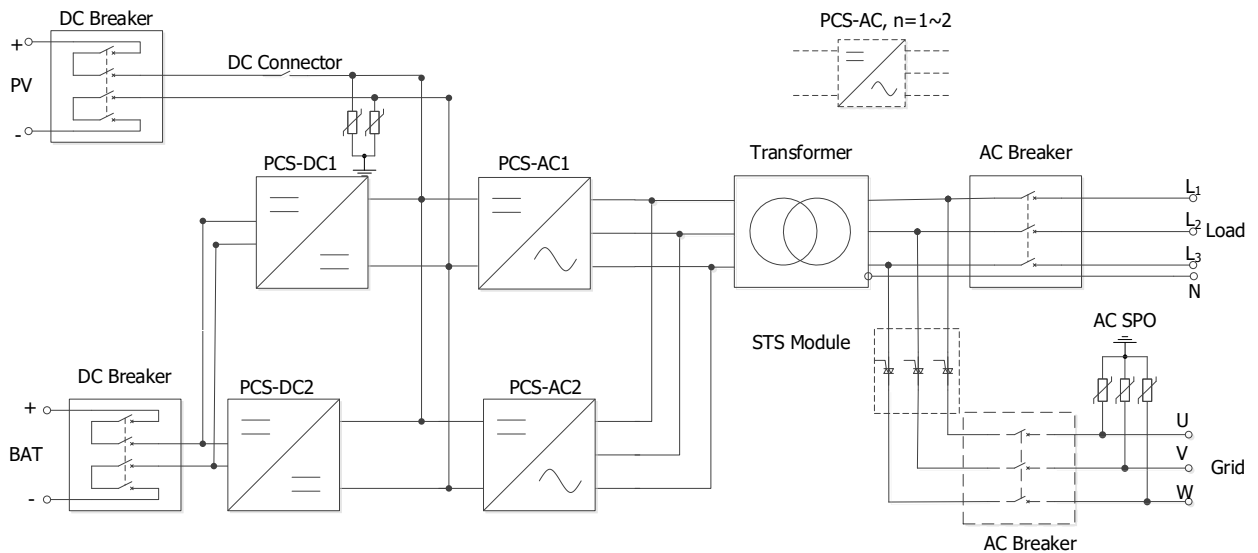 DC Breaker
PCS-AC, n=1~2
+
PV
DC Connector
-
PCS-DC1
PCS-AC1
Transformer
AC Breaker
L1
L2
Load
L3
N
STS Module
AC SPO
DC Breaker
PCS-DC2
PCS-AC2
+
BAT
-
U
V
Grid
W
AC Breaker